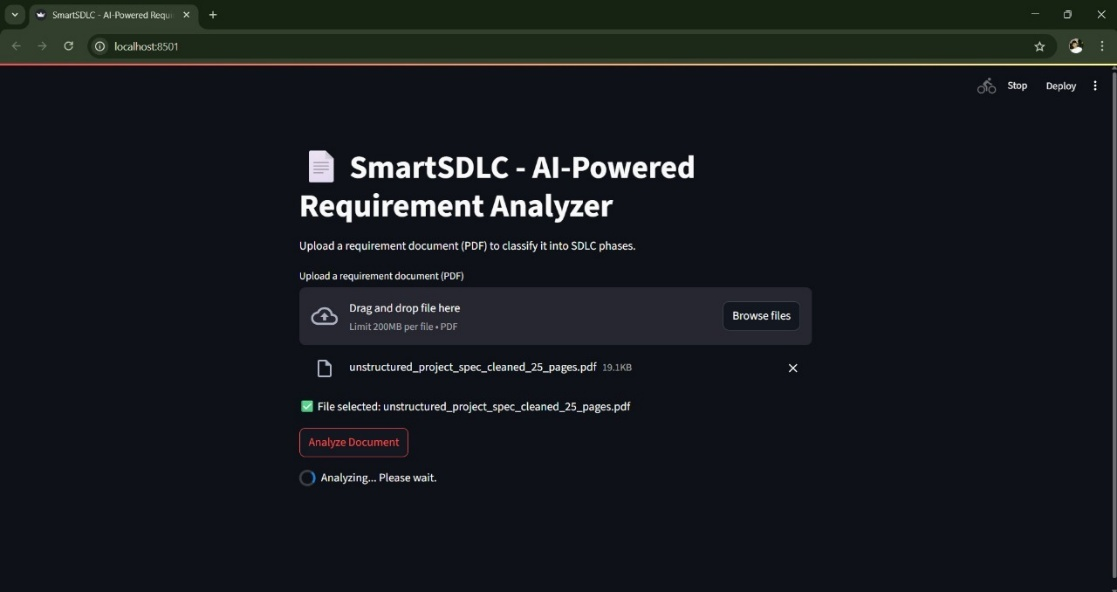 SmartSDLC - AI-Powered Requi
localhost:8501
Stop Deploy
SmartSDLC - AI-Powered
Requirement Analyzer
Upload a requirement document (PDF) to classify it into SDLC phases.
Upload a requirement document (PDF)
Drag and drop file here
Limit 200MB per file • PDF
Browse files
unstructured_project_spec_cleaned_25_pages.pdf 19.1KB
File selected: unstructured_project_spec_cleaned_25_pages.pdf
Analyze Document
Analyzing... Please wait.